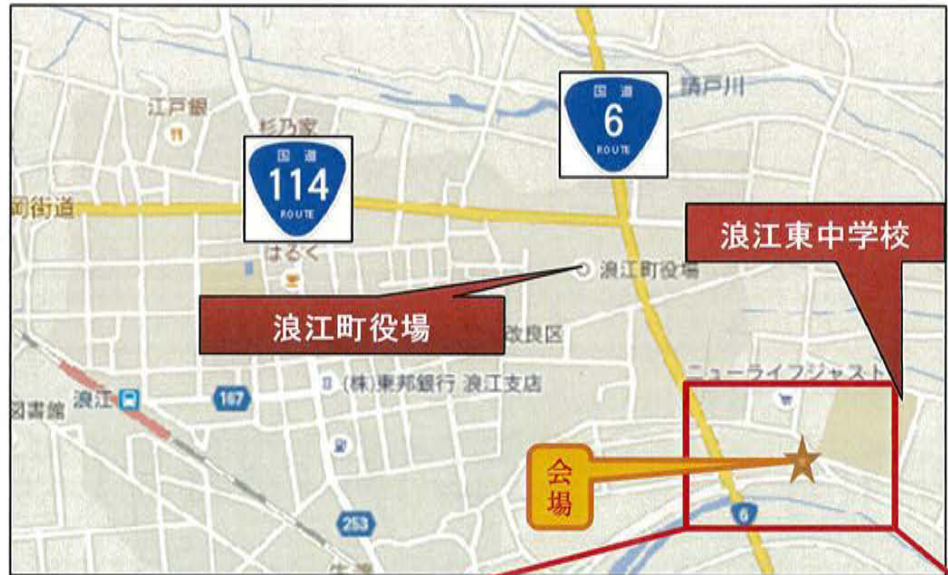 国道
6
ROUTE
請戸川
江戸銀
杉乃家
国道
114
ROUTE
岡街道
はるく
浪江東中学校
浪江町役場
浪江町役場
改良区
ニューライフジャスト
(株)東邦銀行 浪江支店
167
図書館
浪江
会場
6
253